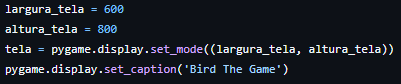 largura_tela = 600
altura_tela = 800
tela = pygame.display.set_mode((largura_tela, altura_tela))
pygame.display.set_caption('Bird The Game')